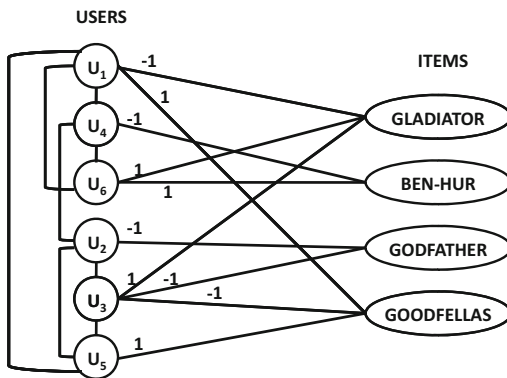 USERS
ITEMS
U1
-1
1
GLADIATOR
U4
-1
BEN-HUR
U6
1
1
U2
-1
GODFATHER
U3
1
-1
-1
GOODFELLAS
U5
1